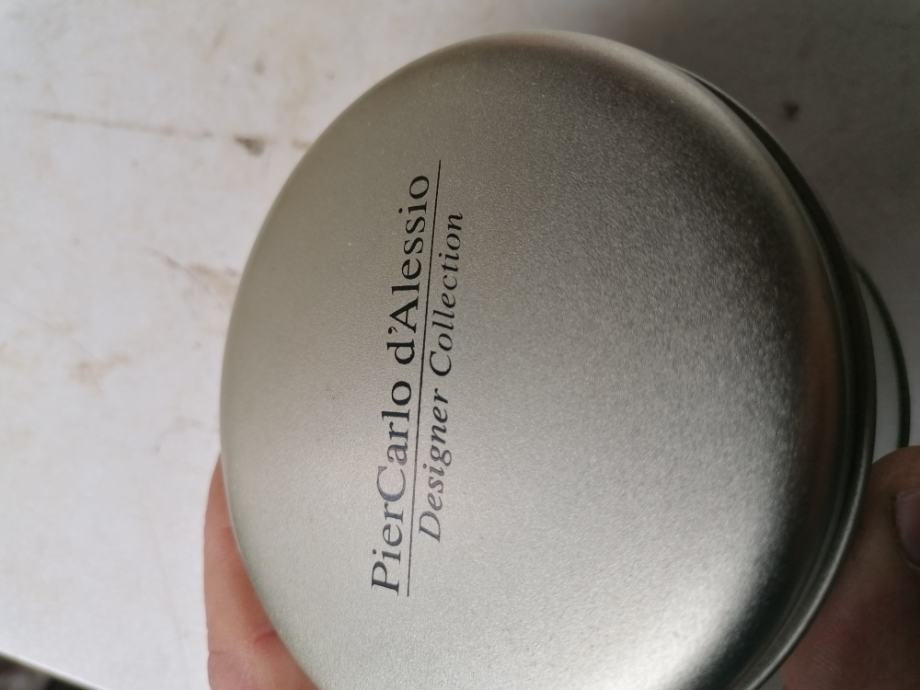 PierCarlo d'Alessio
Designer Collection